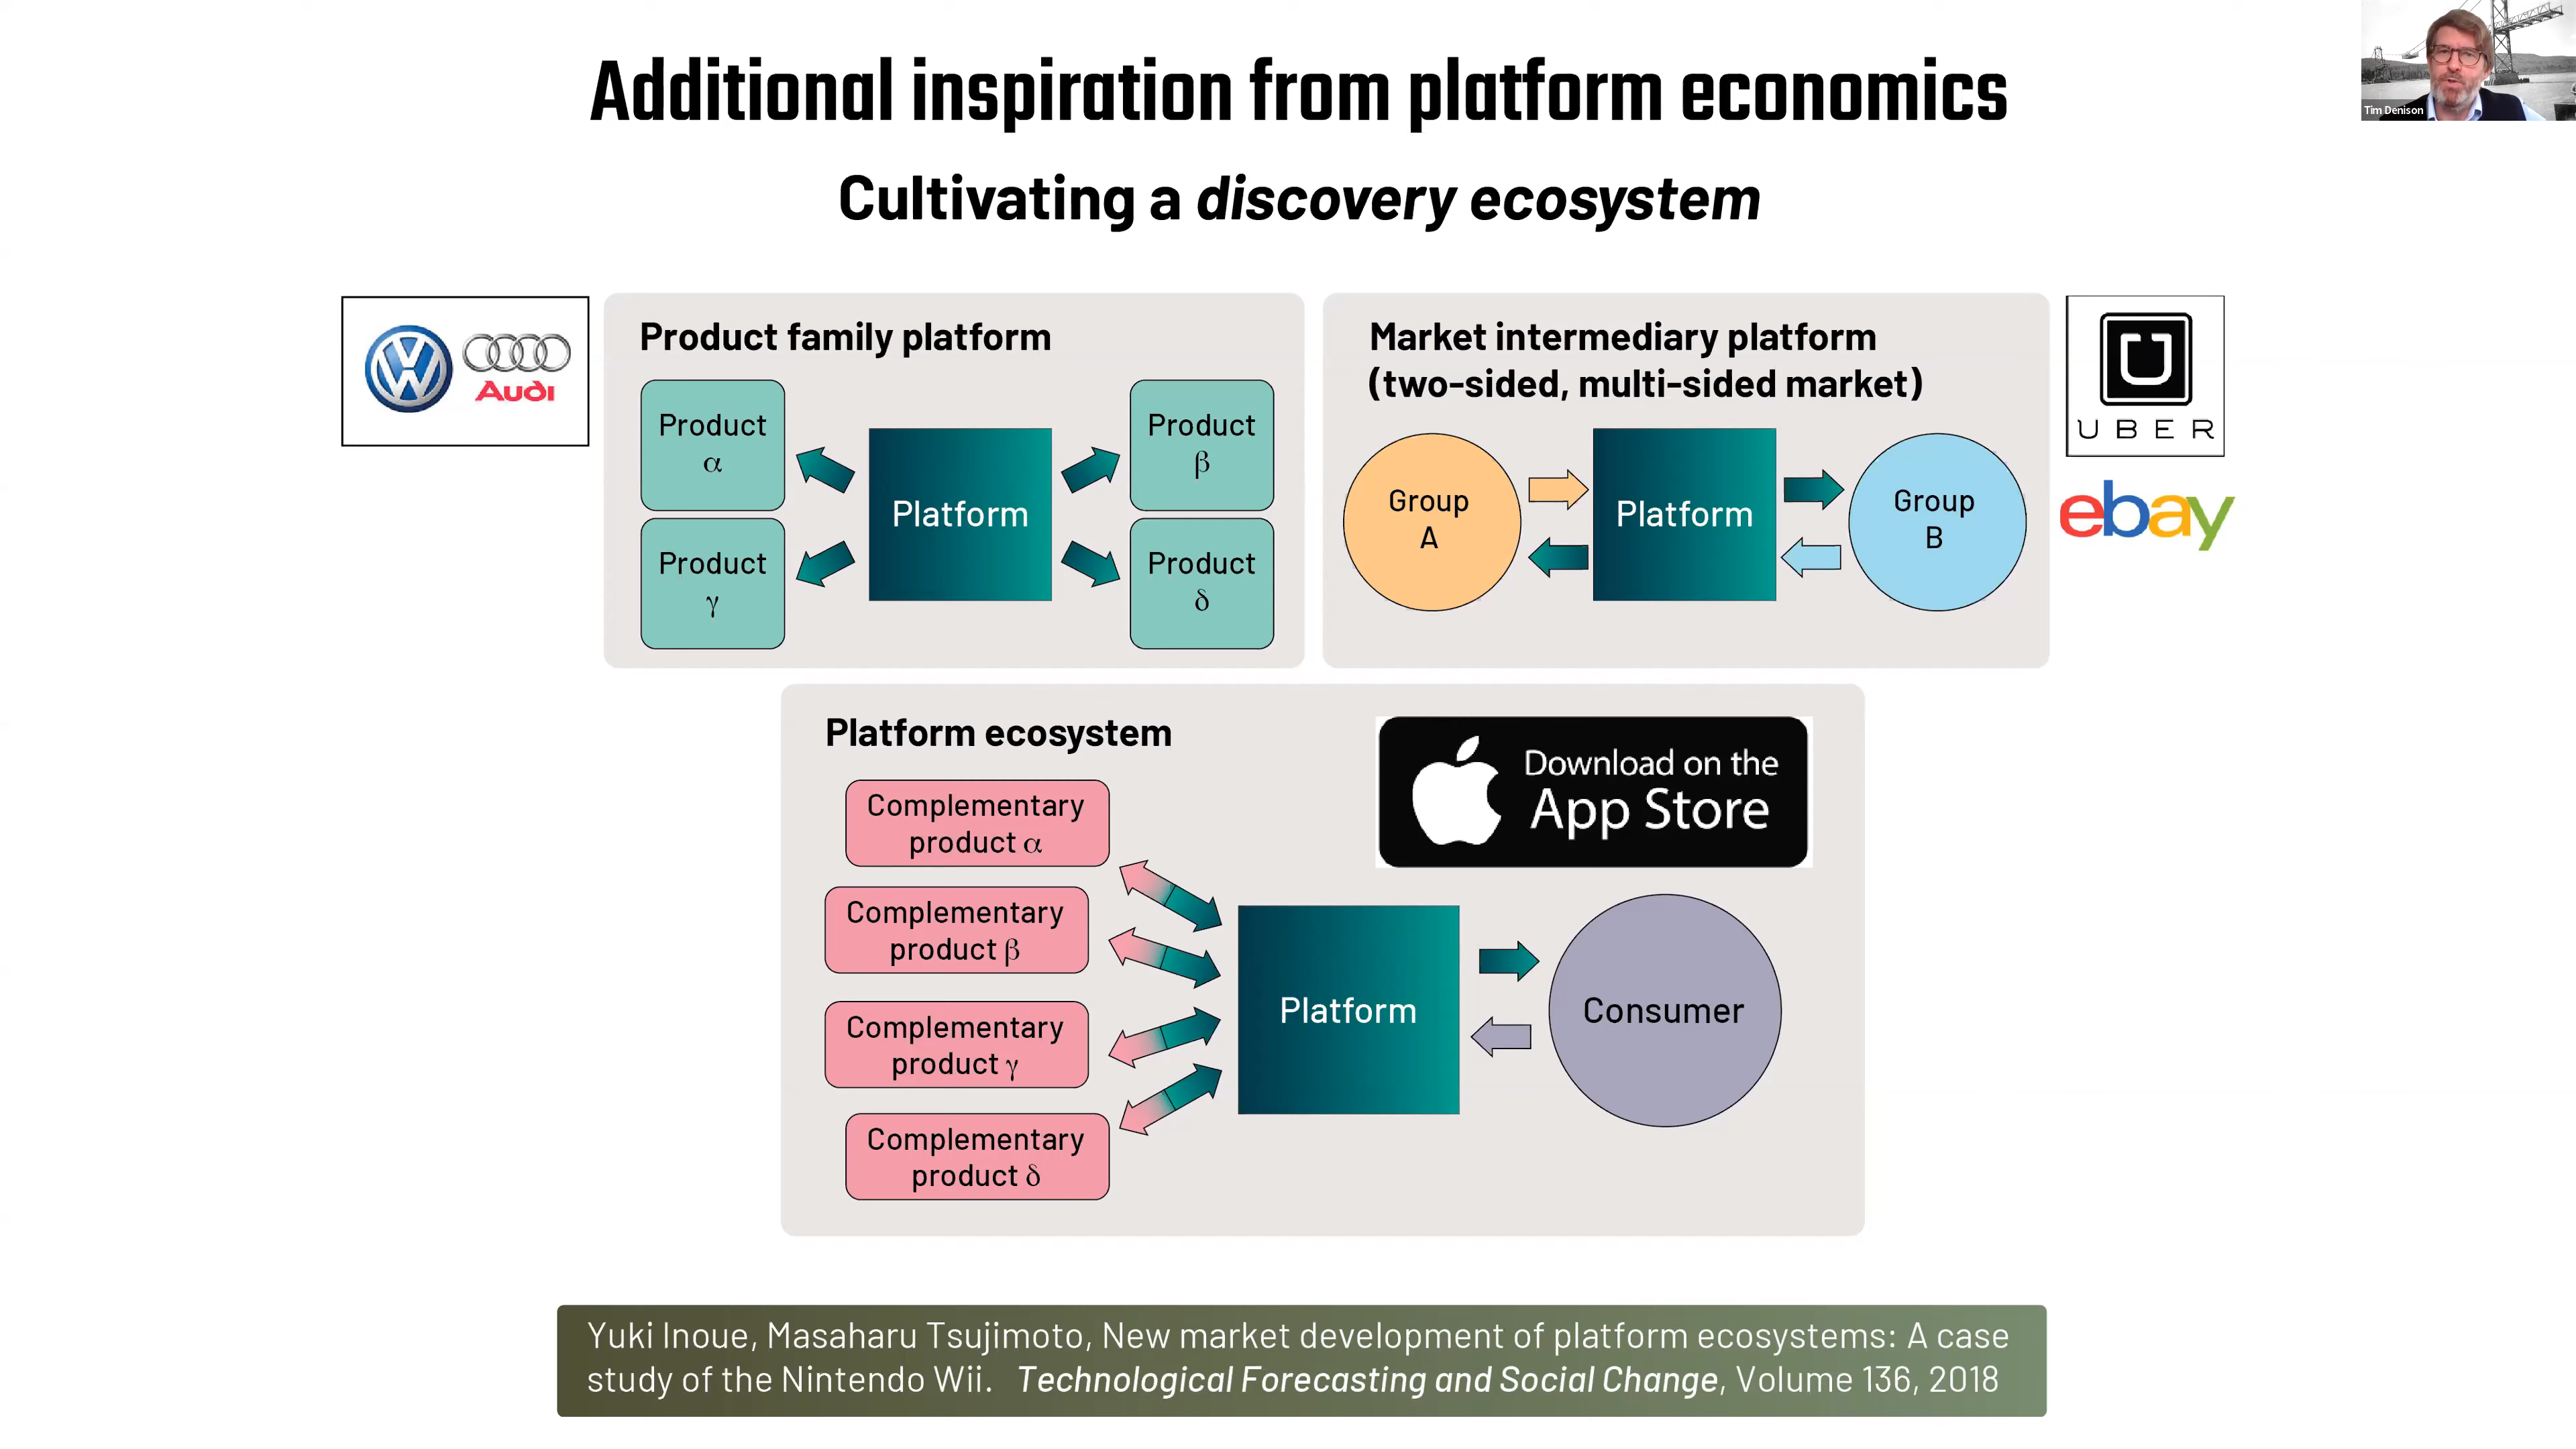 Additional inspiration from platform economics
Tim Denison
Cultivating a discovery ecosystem
Audi
Product family platform
Product
α
Product
γ
Platform
Product
β
Product
δ
Market intermediary platform
(two-sided, multi-sided market)
Group
A
Platform
Group
B
UBER
ebay
Platform ecosystem
Download on the
App Store
Complementary
product α
Complementary
product β
Complementary
product γ
Complementary
product δ
Platform
Consumer
Yuki Inoue, Masaharu Tsujimoto, New market development of platform ecosystems: A case
study of the Nintendo Wii. Technological Forecasting and Social Change, Volume 136, 2018